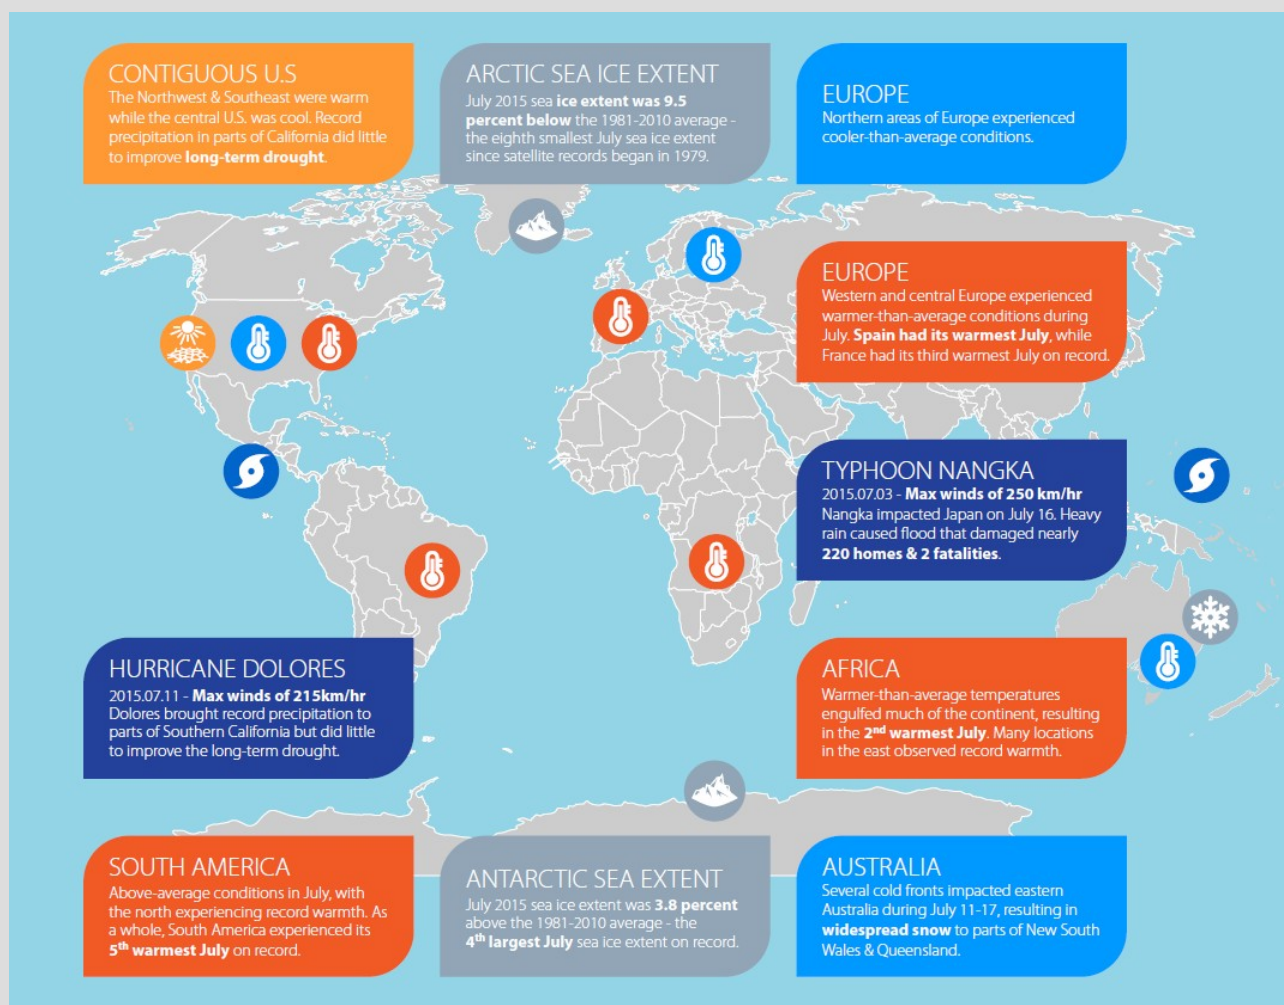 CONTIGUOUS U.S
The Northwest & Southeast were warm
while the central U.S. was cool. Record
precipitation in parts of California did little
to improve long-term drought.
ARCTIC SEA ICE EXTENT
July 2015 sea ice extent was 9.5
percent below the 1981-2010 average -
the eighth smallest July sea ice extent
since satellite records began in 1979.
EUROPE
Northern areas of Europe experienced
cooler-than-average conditions.
EUROPE
Western and central Europe experienced
warmer-than-average conditions during
July. Spain had its warmest July, while
France had its third warmest July on record.
TYPHOON NANGKA
2015.07.03 - Max winds of 250 km/hr
Nangka impacted Japan on July 16. Heavy
rain caused flood that damaged nearly
220 homes & 2 fatalities.
HURRICANE DOLORES
2015.07.11 - Max winds of 215km/hr
Dolores brought record precipitation to
parts of Southern California but did little
to improve the long-term drought.
AFRICA
Warmer-than-average temperatures
engulfed much of the continent, resulting
in the 2nd warmest July. Many locations
in the east observed record warmth.
SOUTH AMERICA
Above-average conditions in July, with
the north experiencing record warmth. As
a whole, South America experienced its
5th warmest July on record.
ANTARCTIC SEA EXTENT
July 2015 sea ice extent was 3.8 percent
above the 1981-2010 average - the
4th largest July sea ice extent on record.
AUSTRALIA
Several cold fronts impacted eastern
Australia during July 11-17, resulting in
widespread snow to parts of New South
Wales & Queensland.